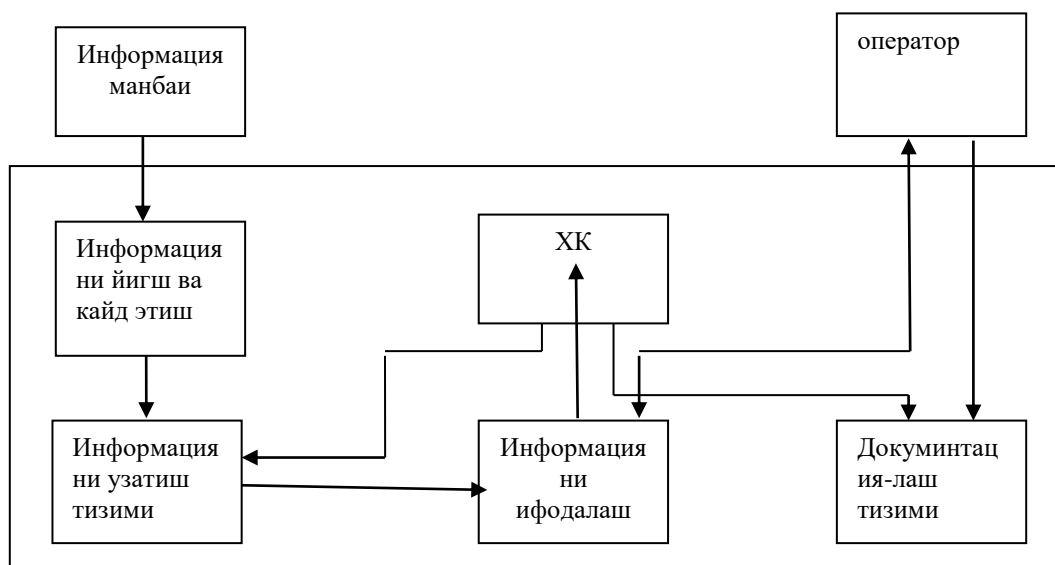 Информация
манбаи
оператор
Информация
ни йигш ва
кайд этиш
ХК
Информация
ни узатиш
тизими
Информация
ни
ифодалаш
Документац
ия-лаш
тизими